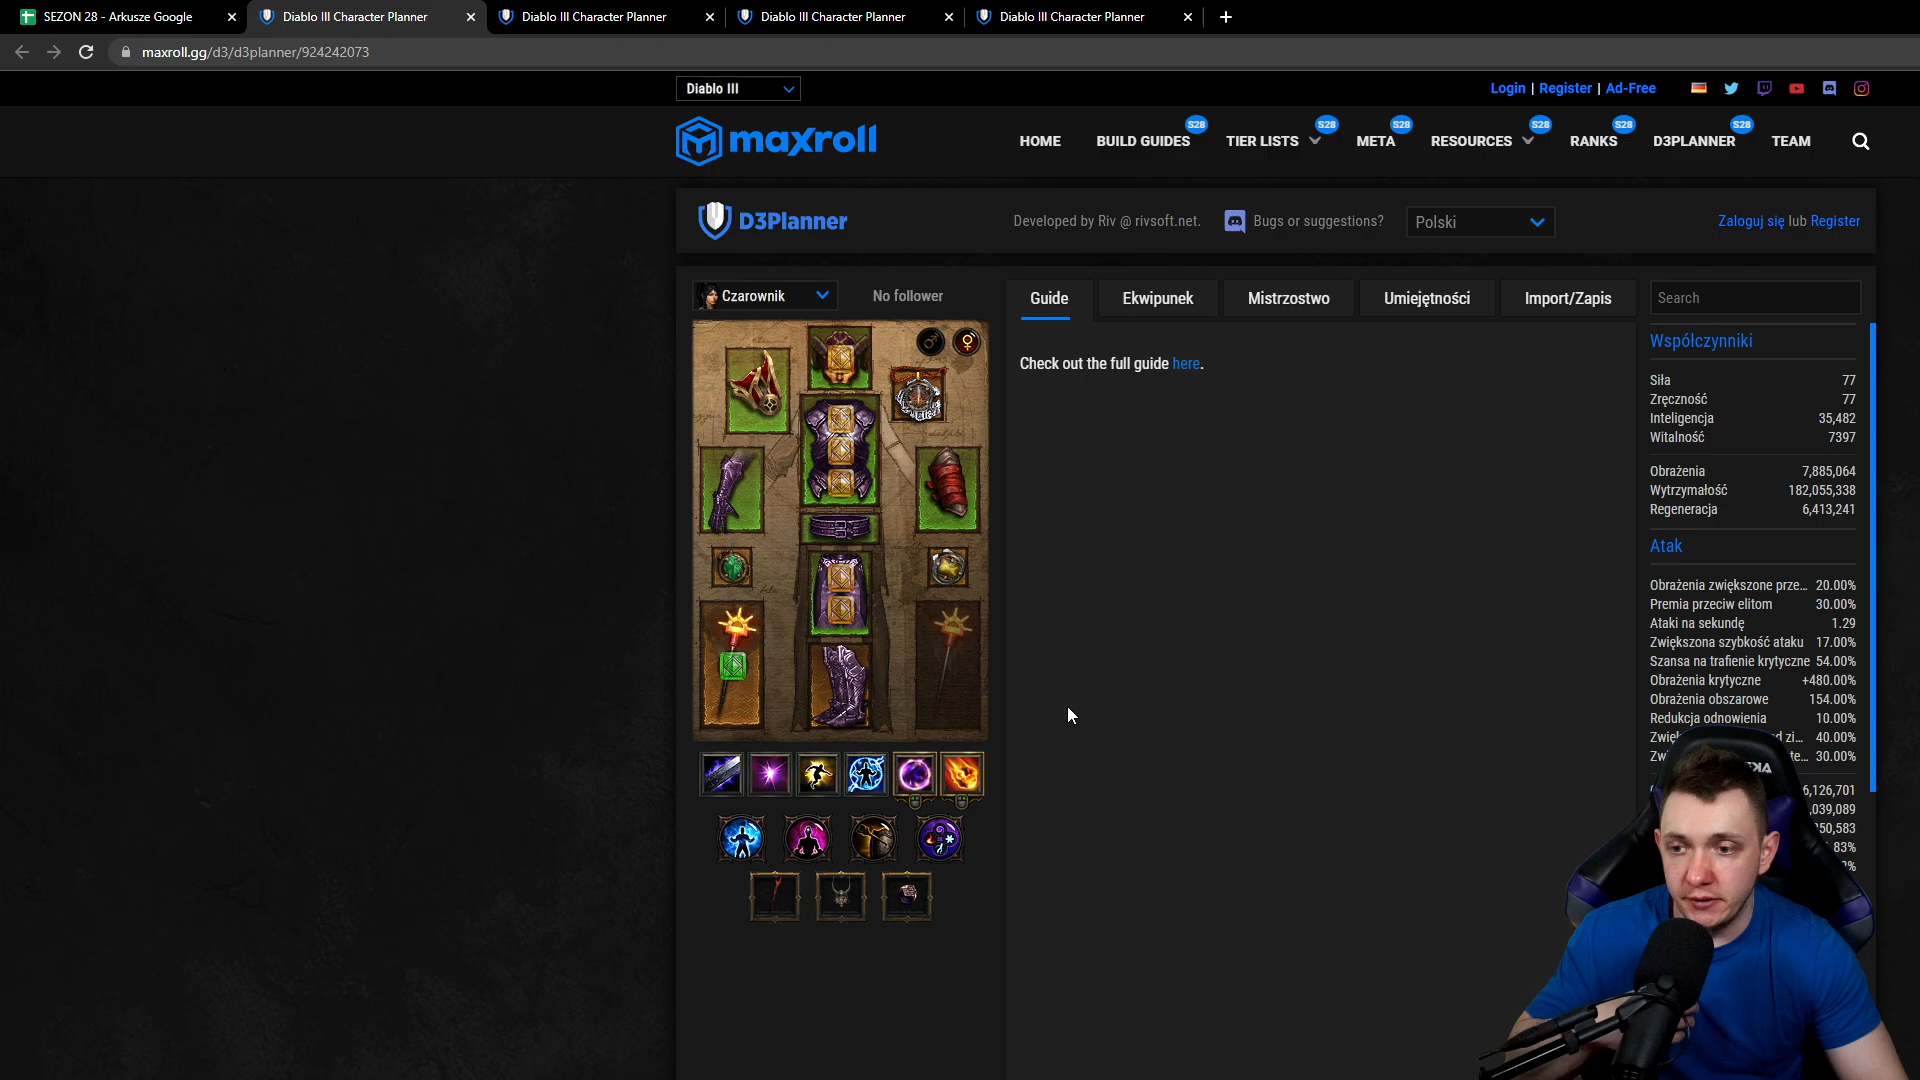 SEZON 28 - Arkusze Google
Diablo III Character Planner
Diablo III Character Planner
Diablo III Character Planner
Diablo III Character Planner
maxroll.gg/d3/d3planner/924242073
Diablo III
Login | Register | Ad-Free
maxroll
HOME
BUILD GUIDES S28
TIER LISTS S28
META S28
RESOURCES S28
RANKS S28
D3PLANNER S28
TEAM
D3Planner
Developed by Riv @ rivsoft.net.
Bugs or suggestions?
Polski
Zaloguj się lub Register
Czarownik
No follower
Guide
Ekwipunek
Mistrzostwo
Umiejętności
Import/Zapis
Search
Check out the full guide here.
Współczynniki
Siła 77
Zręczność 77
Inteligencja 35,482
Witalność 7397
Obrażenia 7,885,064
Wytrzymałość 182,055,338
Regeneracja 6,413,241
Atak
Obrażenia zwiększone prze... 20.00%
Premia przeciw elitom 30.00%
Ataki na sekundę 1.29
Zwiększona szybkość ataku 17.00%
Szansa na trafienie krytyczne 54.00%
Obrażenia krytyczne +480.00%
Obrażenia obszarowe 154.00%
Redukcja odnowienia 10.00%
40.00%
30.00%
6,126,701
,039,089
350,583
83%